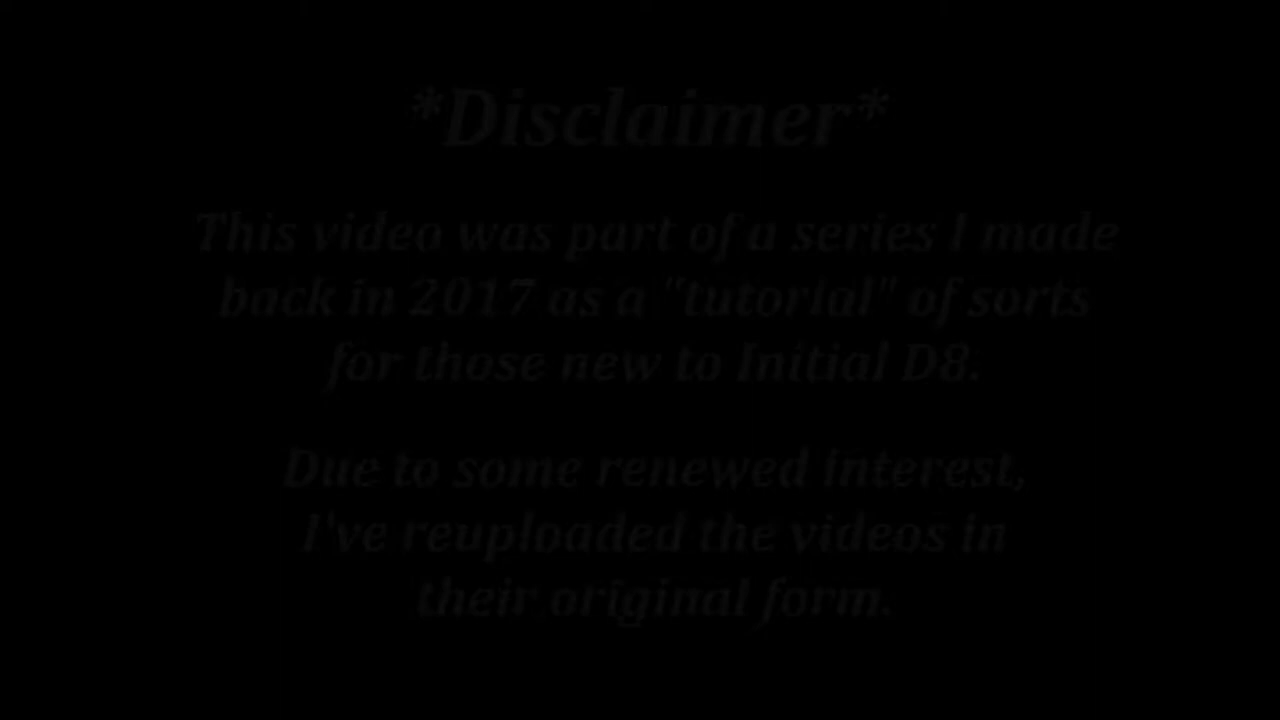 *Disclaimer*
This video was part of a series I made
back in 2017 as a "tutorial" of sorts
for those new to Initial D8.
Due to some renewed interest,
I've reuploaded the videos in
their original form.